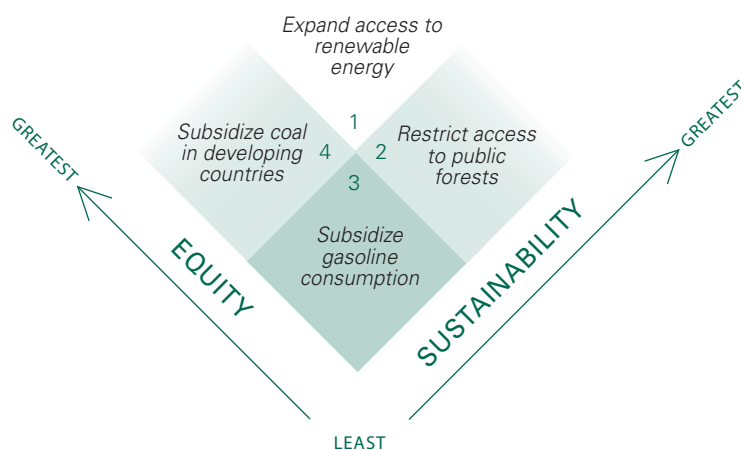 Expand access to
renewable
energy
Subsidize coal
in developing
countries
Restrict access
to public
forests
1
4
2
3
Subsidize
gasoline
consumption
GREATEST
GREATEST
EQUITY
SUSTAINABILITY
LEAST